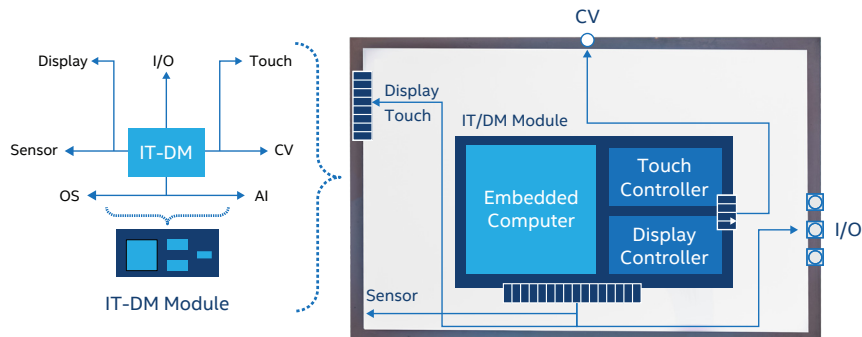 Display
I/O
Touch
Sensor
IT-DM
CV
OS
AI
IT-DM Module
CV
Display
Touch
IT/DM Module
Embedded
Computer
Touch
Controller
Display
Controller
I/O
Sensor